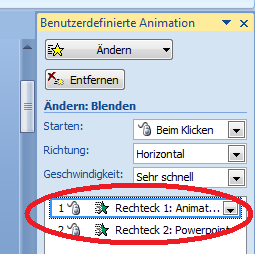 Benutzerdefinierte Animation
Ändern
Entfernen
Ändern: Blenden
Starten: Beim Klicken
Richtung: Horizontal
Geschwindigkeit: Sehr schnell
1 Rechteck 1: Animat...
2 Rechteck 2: Powerpoint